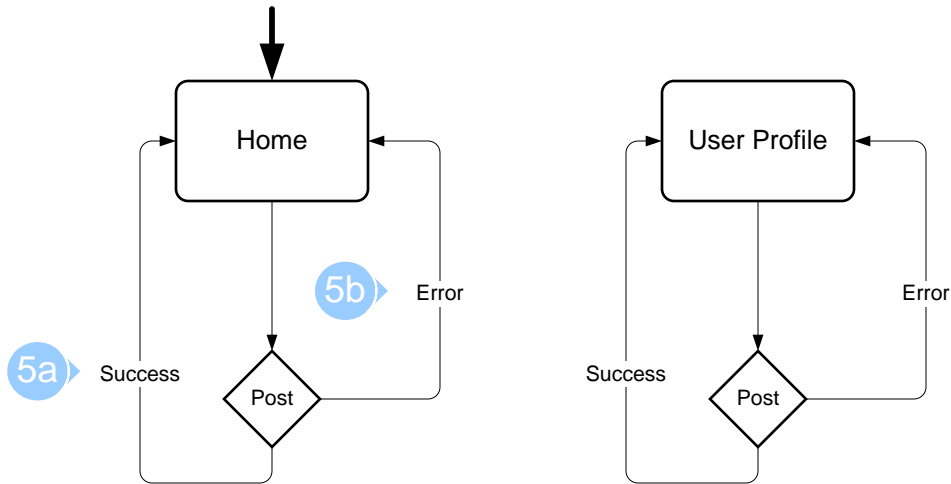 Home
User Profile
5b
Error
Error
5a
Success
Success
Post
Post